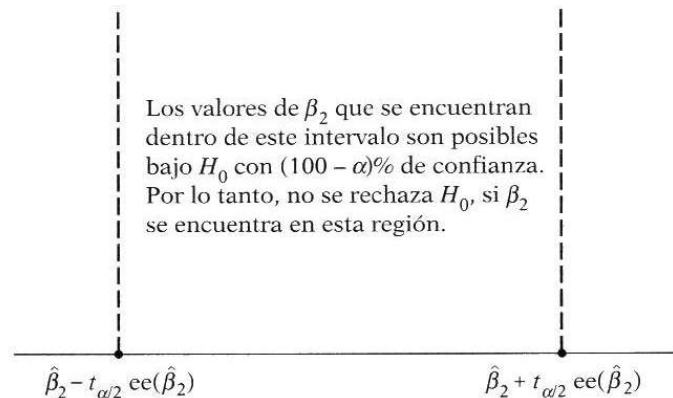 Los valores de β₂ que se encuentran
dentro de este intervalo son posibles
bajo H₀ con (100 – α)% de confianza.
Por lo tanto, no se rechaza H₀, si β₂
se encuentra en esta región.
β̂₂ – t_α/2 ee(β̂₂)
β̂₂ + t_α/2 ee(β̂₂)